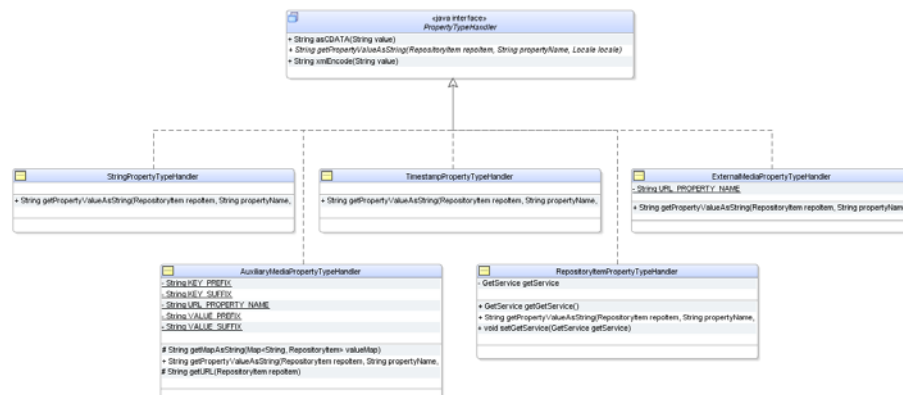 «java interface»
PropertyTypeHandler
+ String asCDATA(String value)
+ String getPropertyValueAsString(RepositoryItem repoItem, String propertyName, Locale locale)
+ String xmlEncode(String value)
StringPropertyTypeHandler
+ String getPropertyValueAsString(RepositoryItem repoItem, String propertyName,
TimestampPropertyTypeHandler
+ String getPropertyValueAsString(RepositoryItem repoItem, String propertyName,
ExternalMediaPropertyTypeHandler
- String URL_PROPERTY_NAME
+ String getPropertyValueAsString(RepositoryItem repoItem, String propertyName
AuxiliaryMediaPropertyTypeHandler
- String KEY_PREFIX
- String KEY_SUFFIX
- String URL_PROPERTY_NAME
- String VALUE_PREFIX
- String VALUE_SUFFIX
# String getMapAsString(Map<String, RepositoryItem> valueMap)
+ String getPropertyValueAsString(RepositoryItem repoItem, String propertyName,
# String getURL(RepositoryItem repoItem)
RepositoryItemPropertyTypeHandler
- GetService getService
+ GetService getGetService()
+ String getPropertyValueAsString(RepositoryItem repoItem, String propertyName,
+ void setGetService(GetService getService)